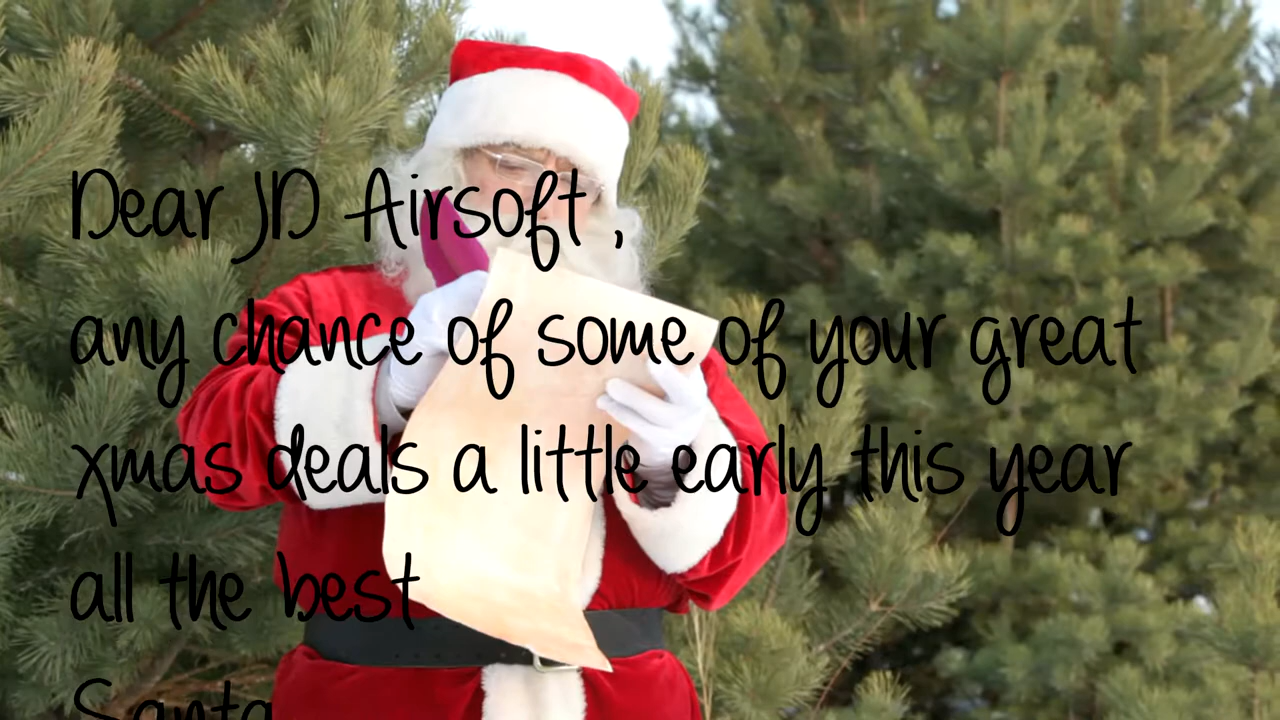 Dear JD Airsoft ,
any chance of some of your great
xmas deals a little early this year
all the best
Santa